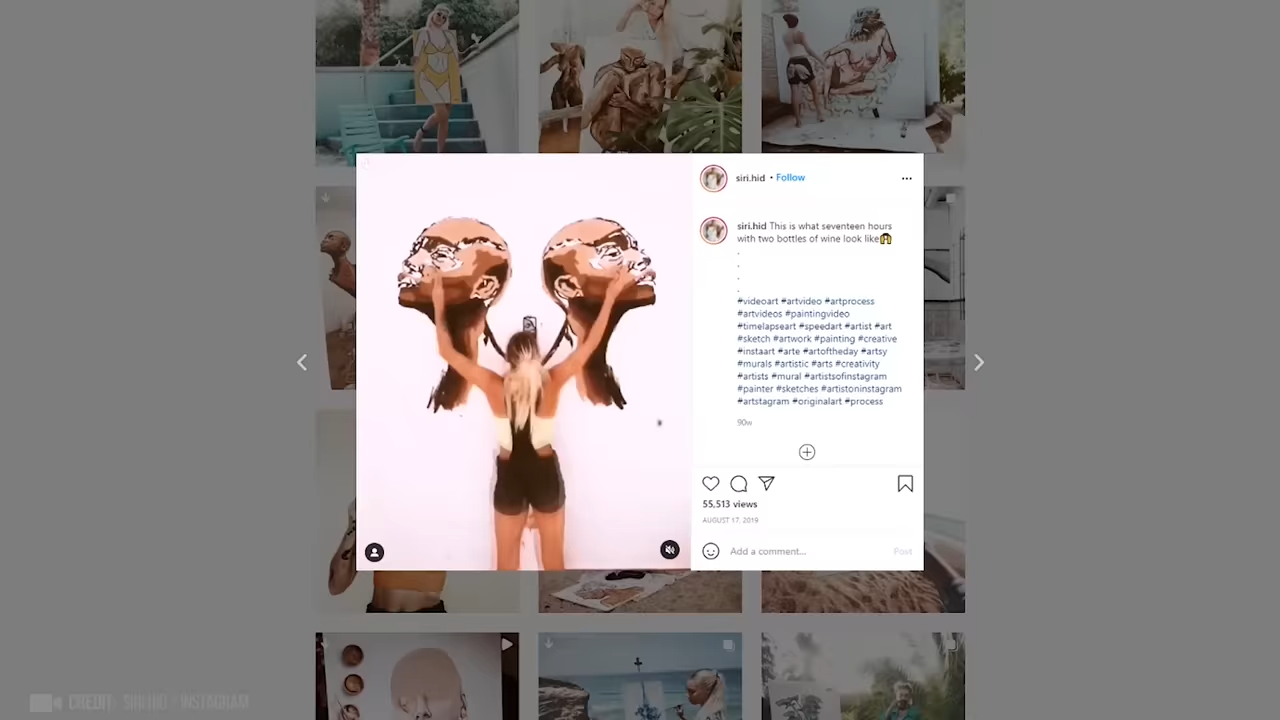 siri.hid • Follow
siri.hid This is what seventeen hours
with two bottles of wine look like
.
.
.
.
#videoart #artvideo #artprocess
#artvideos #paintingvideo
#timelapseart #speedart #artist #art
#sketch #artwork #painting #creative
#instaart #arte #artoftheday #artsy
#murals #artistic #arts #creativity
#artists #mural #artistsofinstagram
#painter #sketches #artistoninstagram
#artstagram #originalart #process
90w
55,513 views
AUGUST 17, 2019
Add a comment... Post
CREDIT: SIRI.HID / INSTAGRAM